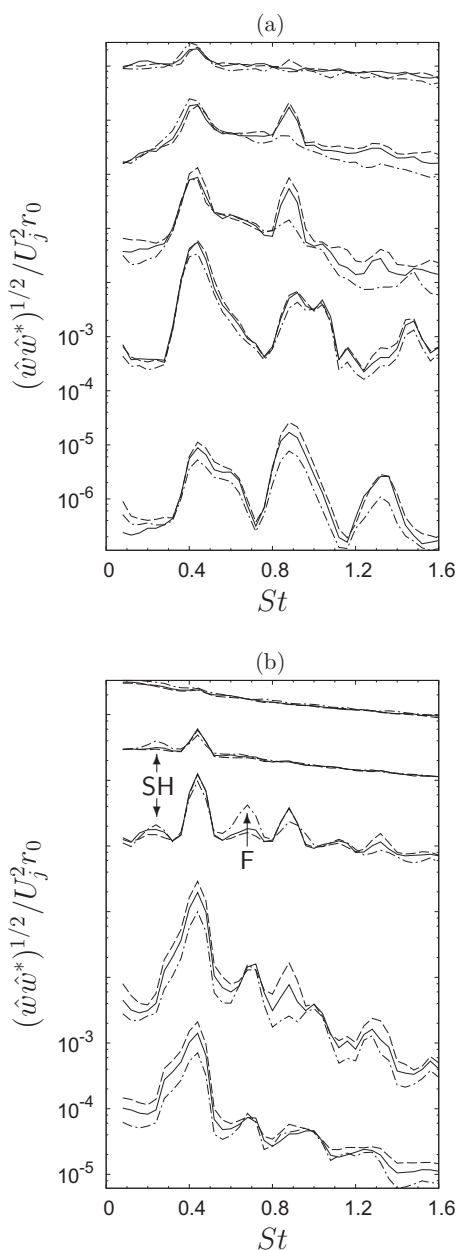 (a)
(ŵŵ*)^{1/2}/U_j^2 r_0
10^{-3}
10^{-4}
10^{-5}
10^{-6}
0 0.4 0.8 1.2 1.6
St
(b)
(ŵŵ*)^{1/2}/U_j^2 r_0
SH
F
10^{-3}
10^{-4}
10^{-5}
0 0.4 0.8 1.2 1.6
St